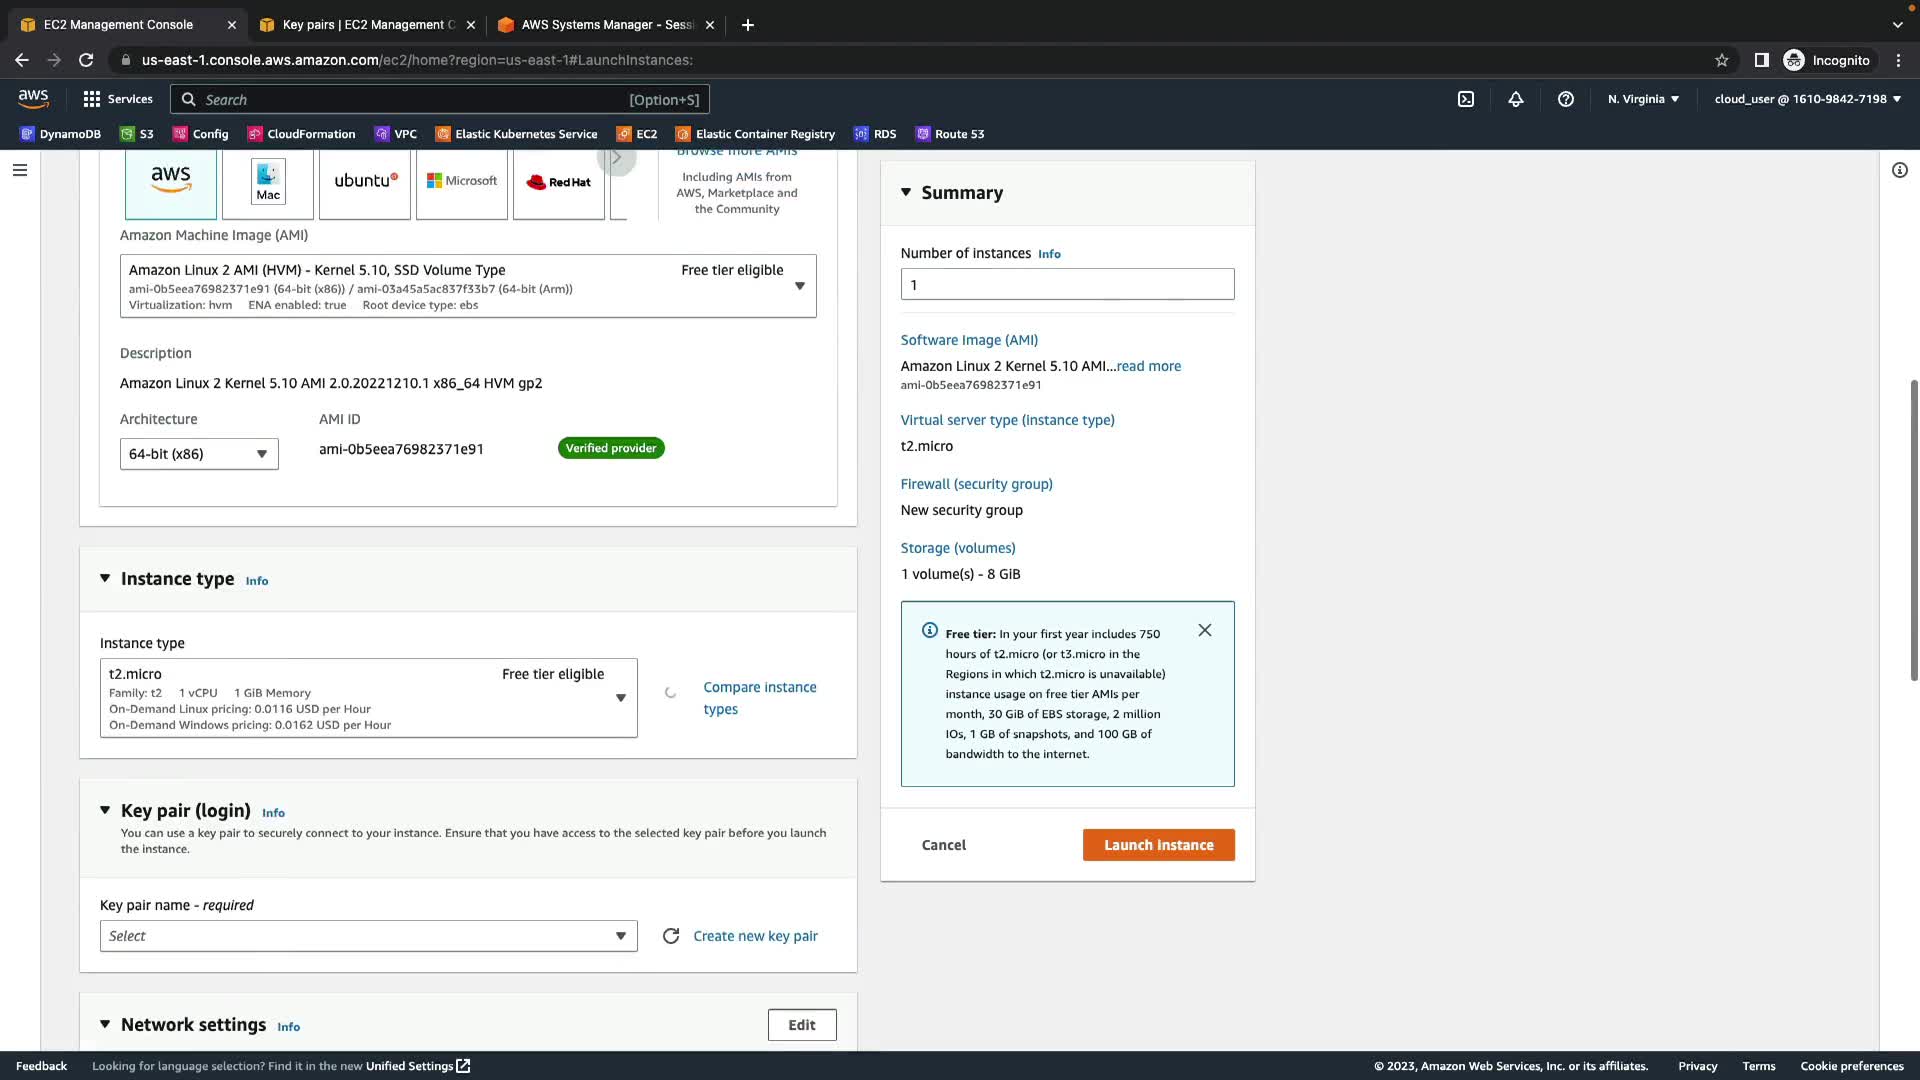 EC2 Management Console
Key pairs | EC2 Management C
AWS Systems Manager - Sessi
us-east-1.console.aws.amazon.com/ec2/home?region=us-east-1#LaunchInstances:
Incognito
aws
Services
Search
[Option+S]
N. Virginia
cloud_user @ 1610-9842-7198
DynamoDB
S3
Config
CloudFormation
VPC
Elastic Kubernetes Service
EC2
Elastic Container Registry
RDS
Route 53
aws
Mac
ubuntu
Microsoft
Red Hat
Browse more AMIs
Including AMIs from
AWS, Marketplace and
the Community
Amazon Machine Image (AMI)
Amazon Linux 2 AMI (HVM) - Kernel 5.10, SSD Volume Type
Free tier eligible
ami-0b5eea76982371e91 (64-bit (x86)) / ami-03a45a5ac837f33b7 (64-bit (Arm))
Virtualization: hvm ENA enabled: true Root device type: ebs
Description
Amazon Linux 2 Kernel 5.10 AMI 2.0.20221210.1 x86_64 HVM gp2
Architecture
AMI ID
64-bit (x86)
ami-0b5eea76982371e91
Verified provider
Instance type Info
Instance type
t2.micro
Free tier eligible
Family: t2 1 vCPU 1 GiB Memory
On-Demand Linux pricing: 0.0116 USD per Hour
On-Demand Windows pricing: 0.0162 USD per Hour
Compare instance
types
Key pair (login) Info
You can use a key pair to securely connect to your instance. Ensure that you have access to the selected key pair before you launch
the instance.
Key pair name - required
Select
Create new key pair
Network settings Info
Edit
Summary
Number of instances Info
1
Software Image (AMI)
Amazon Linux 2 Kernel 5.10 AMI...read more
ami-0b5eea76982371e91
Virtual server type (instance type)
t2.micro
Firewall (security group)
New security group
Storage (volumes)
1 volume(s) - 8 GiB
Free tier: In your first year includes 750
hours of t2.micro (or t3.micro in the
Regions in which t2.micro is unavailable)
instance usage on free tier AMIs per
month, 30 GiB of EBS storage, 2 million
IOs, 1 GB of snapshots, and 100 GB of
bandwidth to the internet.
Cancel
Launch instance
Feedback
Looking for language selection? Find it in the new Unified Settings
© 2023, Amazon Web Services, Inc. or its affiliates.
Privacy
Terms
Cookie preferences